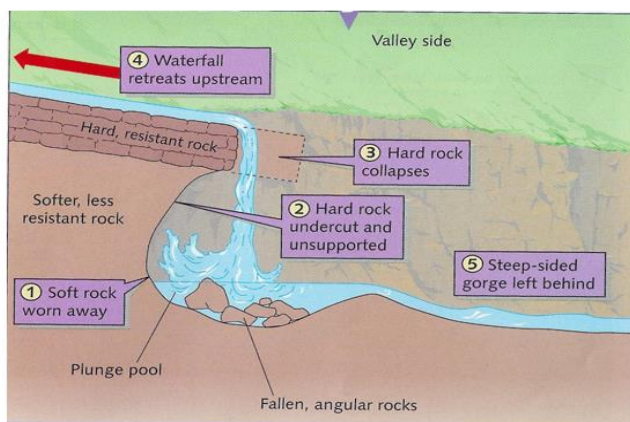 Valley side
④ Waterfall
retreats upstream
Hard, resistant rock
③ Hard rock
collapses
Softer, less
resistant rock
② Hard rock
undercut and
unsupported
① Soft rock
worn away
⑤ Steep-sided
gorge left behind
Plunge pool
Fallen, angular rocks